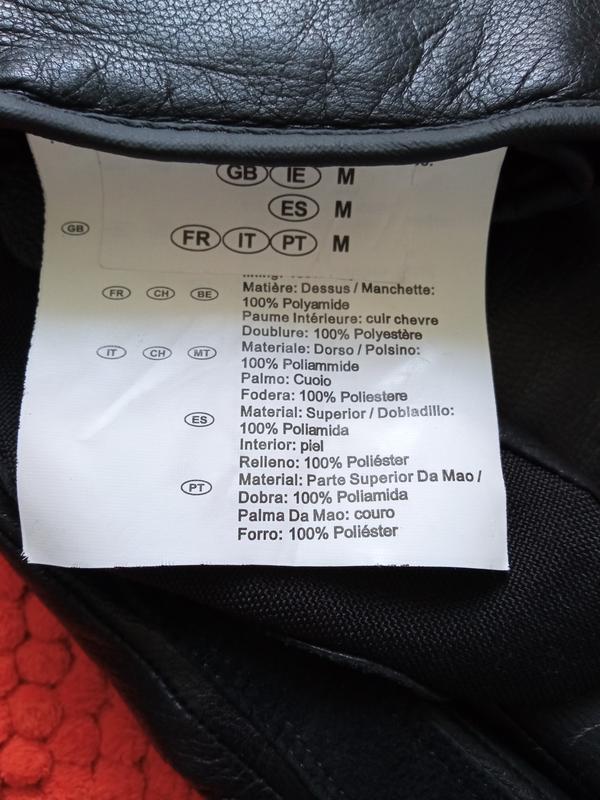 GB IE M
ES M
FR IT PT M
GB
FR CH BE
Matière: Dessus / Manchette:
100% Polyamide
Paume Intérieure: cuir chevre
Doublure: 100% Polyestère
IT CH MT
Materiale: Dorso / Polsino:
100% Poliammide
Palmo: Cuoio
Fodera: 100% Poliestere
ES
Material: Superior / Dobladillo:
100% Poliamida
Interior: piel
Relleno: 100% Poliéster
PT
Material: Parte Superior Da Mao /
Dobra: 100% Poliamida
Palma Da Mao: couro
Forro: 100% Poliéster